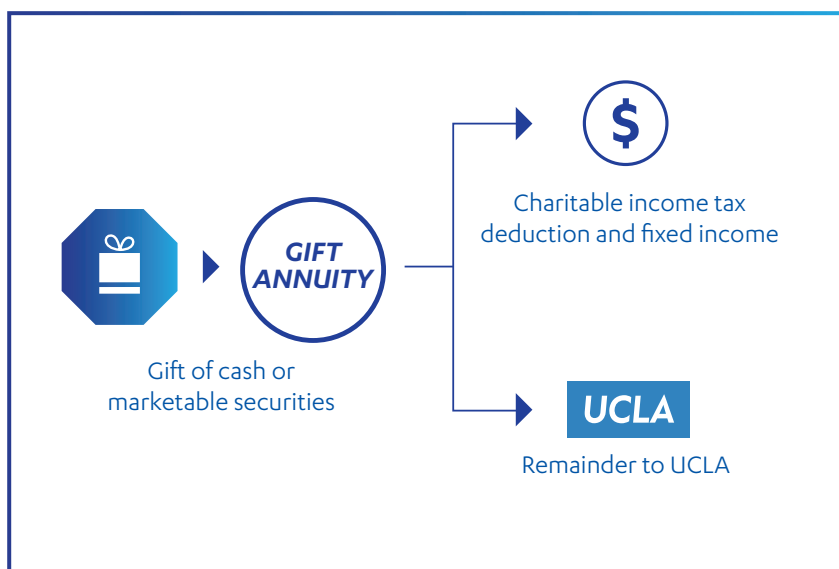 $
Charitable income tax
deduction and fixed income
GIFT
ANNUITY
Gift of cash or
marketable securities
UCLA
Remainder to UCLA